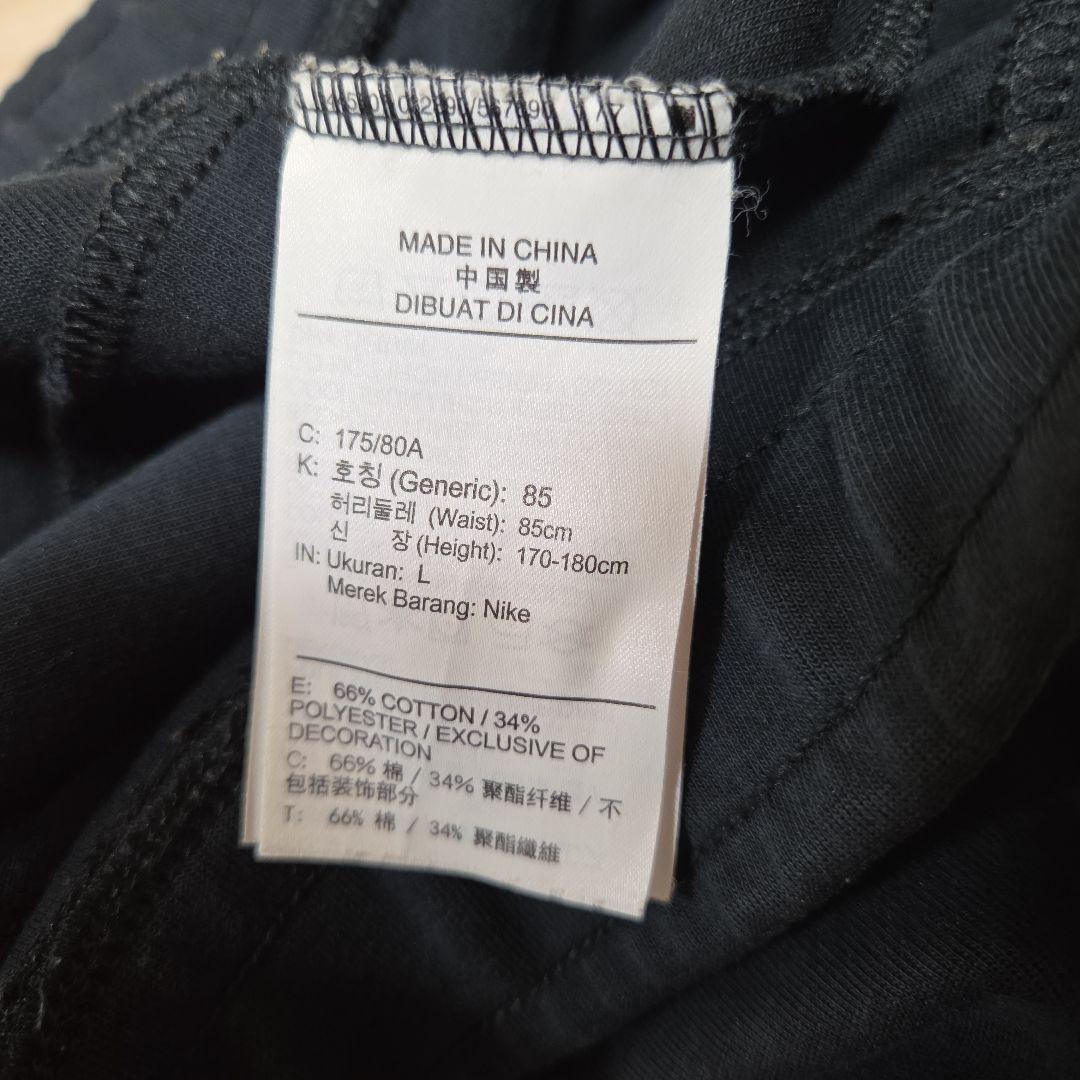 MADE IN CHINA
中国製
DIBUAT DI CINA
C: 175/80A
K: 호칭 (Generic): 85
허리둘레 (Waist): 85cm
신 장 (Height): 170-180cm
IN: Ukuran: L
Merek Barang: Nike
E: 66% COTTON / 34%
POLYESTER / EXCLUSIVE OF
DECORATION
C: 66% 棉 / 34% 聚酯纤维 / 不
包括装饰部分
T: 66% 棉 / 34% 聚酯纖維